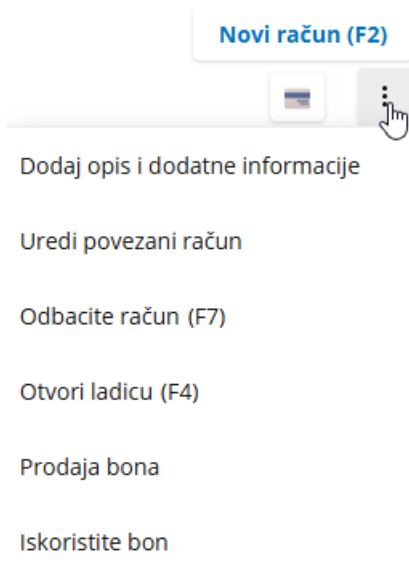 Novi račun (F2)
Dodaj opis i dodatne informacije
Uredi povezani račun
Odbacite račun (F7)
Otvori ladicu (F4)
Prodaja bona
Iskoristite bon